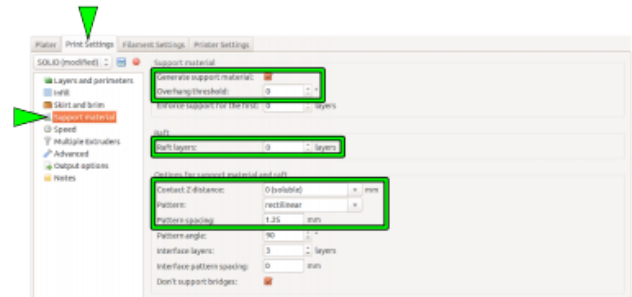 Plater Print Settings Filament Settings Printer Settings
SOLID (modified)
Support material
Layers and perimeters
Infill
Skirt and brim
Support material
Speed
Multiple Extruders
Advanced
Output options
Notes
Generate support material:
Overhang threshold: 0 °
Enforce support for the first: 0 layers
Raft
Raft layers: 0 layers
Options for support material and raft
Contact Z distance: 0 (soluble) mm
Pattern: rectilinear
Pattern spacing: 1.25 mm
Pattern angle: 90 °
Interface layers: 3 layers
Interface pattern spacing: 0 mm
Don't support bridges: